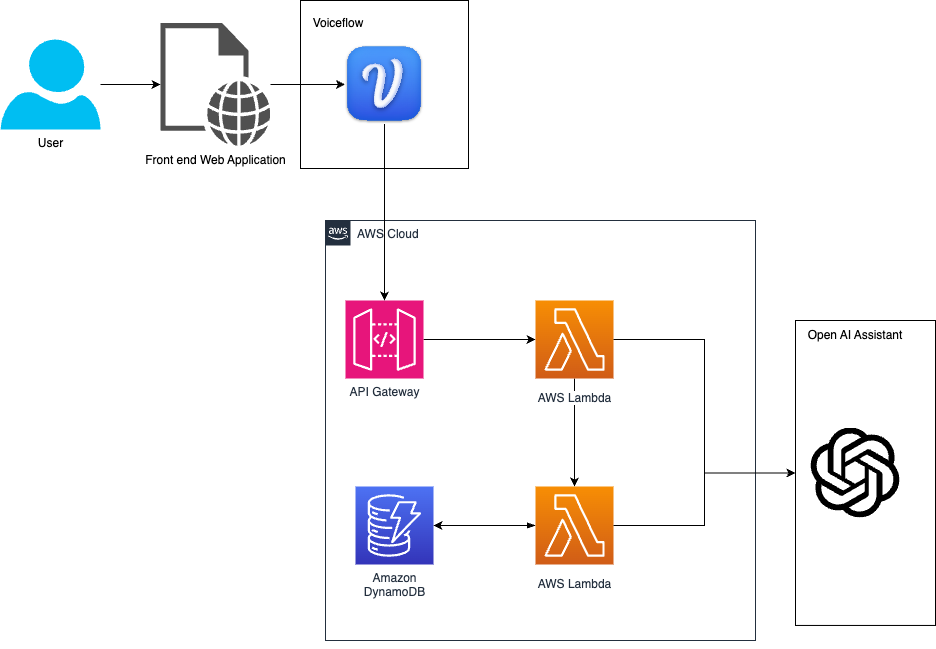 Voiceflow
User
Front end Web Application
aws
AWS Cloud
</>
API Gateway
AWS Lambda
Open AI Assistant
Amazon
DynamoDB
AWS Lambda